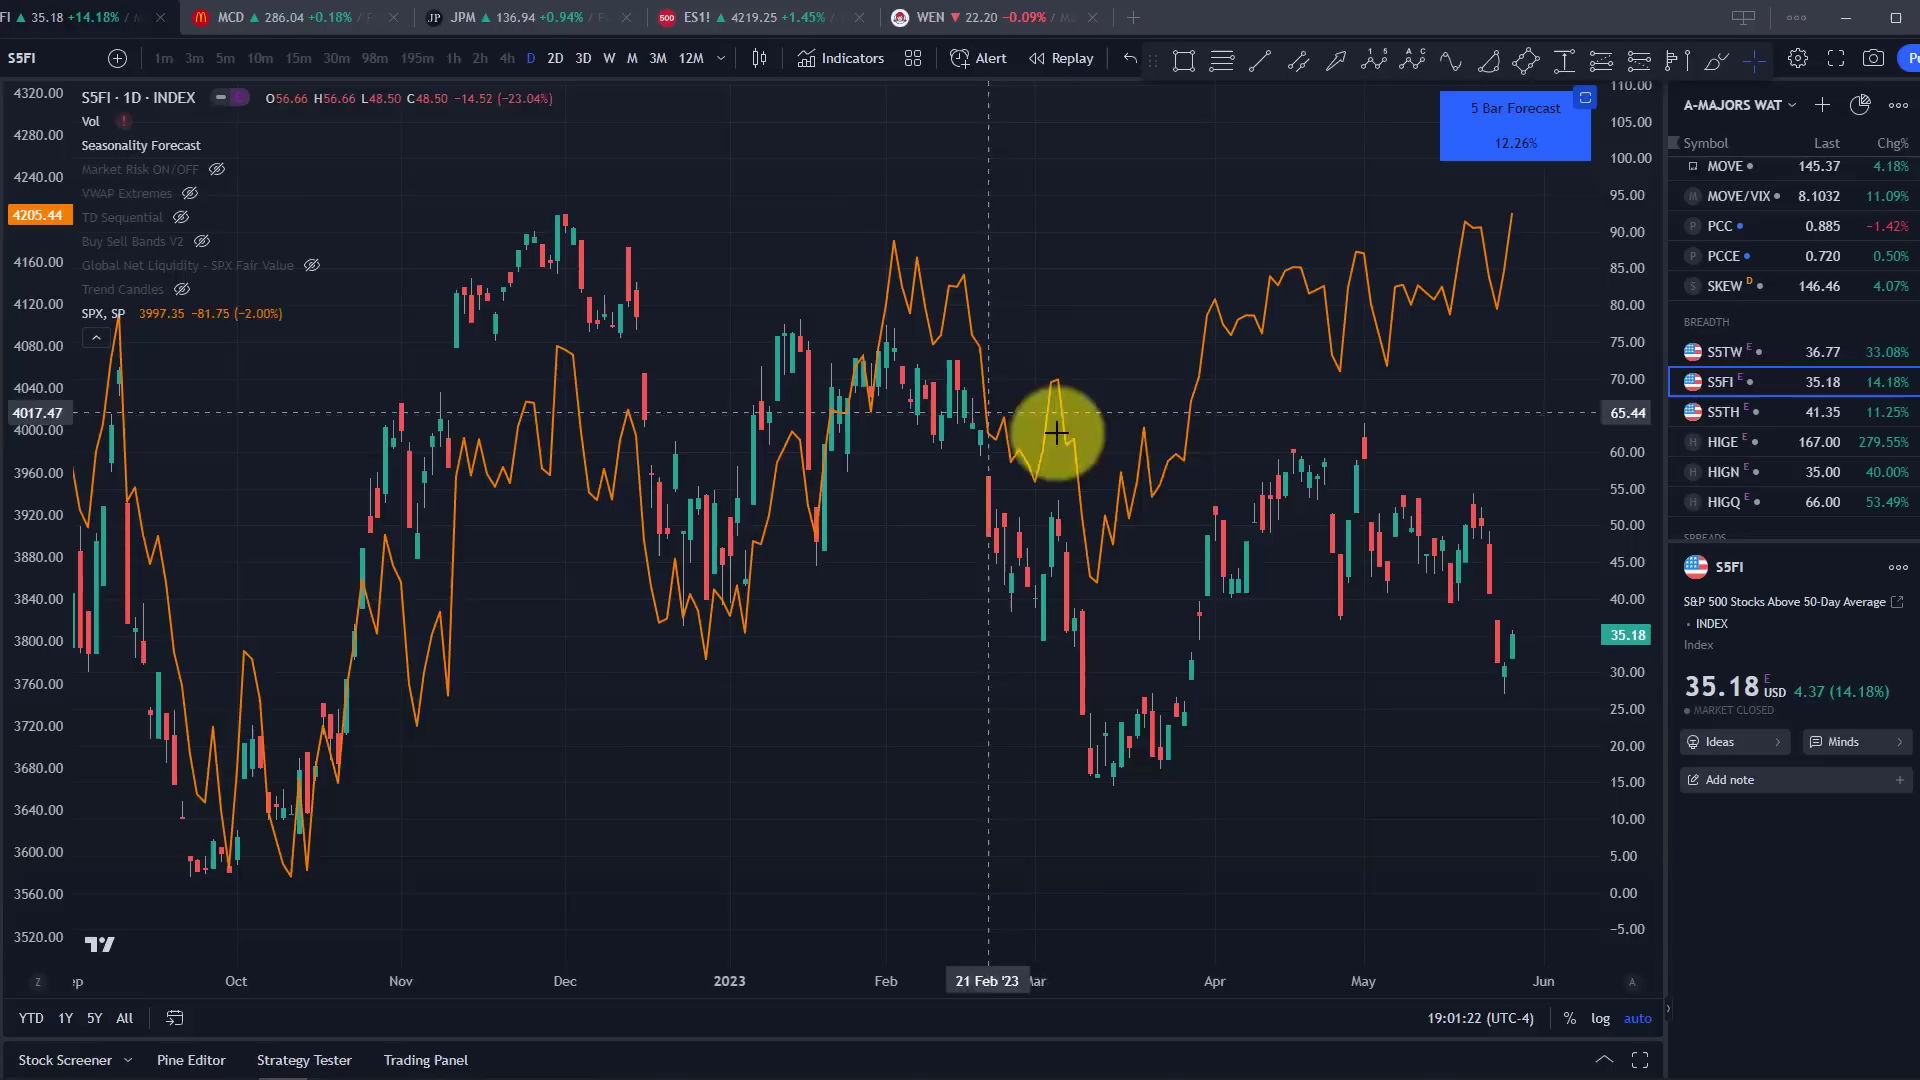 FI ▲ 35.18 +14.18% / M
MCD ▲ 286.04 +0.18% /
JP JPM ▲ 136.94 +0.94% /
500 ES1! ▲ 4219.25 +1.45% /
WEN ▼ 22.20 −0.09% /
S5FI
1m 3m 5m 10m 15m 30m 98m 195m 1h 2h 4h D 2D 3D W M 3M 12M
Indicators
Alert
Replay
Pu
S5FI · 1D · INDEX
O56.66 H56.66 L48.50 C48.50 −14.52 (−23.04%)
Vol
Seasonality Forecast
Market Risk ON/OFF
VWAP Extremes
TD Sequential
Buy Sell Bands V2
Global Net Liquidity - SPX Fair Value
Trend Candles
SPX, SP 3997.35 −81.75 (−2.00%)
5 Bar Forecast
12.26%
4320.00
4280.00
4240.00
4205.44
4160.00
4120.00
4080.00
4040.00
4017.47
4000.00
3960.00
3920.00
3880.00
3840.00
3800.00
3760.00
3720.00
3680.00
3640.00
3600.00
3560.00
3520.00
110.00
105.00
100.00
95.00
90.00
85.00
80.00
75.00
70.00
65.44
60.00
55.00
50.00
45.00
40.00
35.18
30.00
25.00
20.00
15.00
10.00
5.00
0.00
−5.00
Z
Oct
Nov
Dec
2023
Feb
21 Feb '23
Apr
May
Jun
A
YTD 1Y 5Y All
19:01:22 (UTC-4)
% log auto
Stock Screener
Pine Editor
Strategy Tester
Trading Panel
A-MAJORS WAT
Symbol Last Chg%
MOVE 145.37 4.18%
M MOVE/VIX 8.1032 11.09%
P PCC 0.885 −1.42%
P PCCE 0.720 0.50%
S SKEW D 146.46 4.07%
BREADTH
S5TW E 36.77 33.08%
S5FI E 35.18 14.18%
S5TH E 41.35 11.25%
H HIGE E 167.00 279.55%
H HIGN E 35.00 40.00%
H HIGQ E 66.00 53.49%
SPREADS
S5FI
S&P 500 Stocks Above 50-Day Average
INDEX
Index
35.18 E USD 4.37 (14.18%)
MARKET CLOSED
Ideas
Minds
Add note